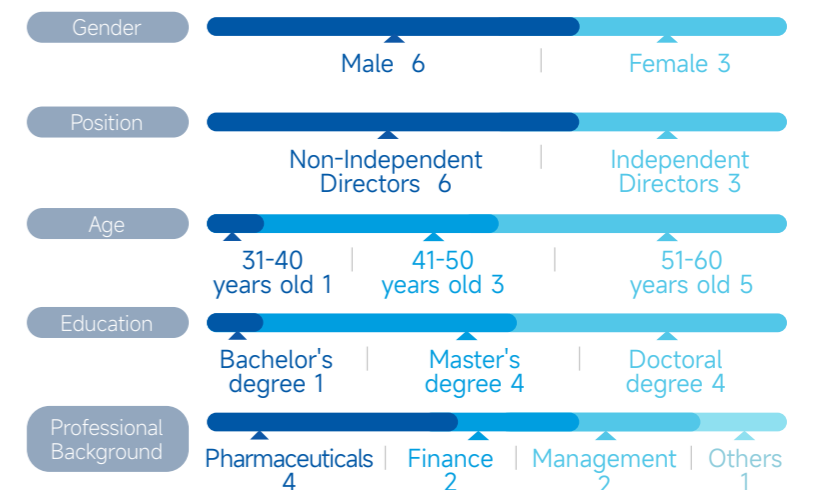 Gender
Male 6
Female 3
Position
Non-Independent
Directors 6
Independent
Directors 3
Age
31-40
years old 1
41-50
years old 3
51-60
years old 5
Education
Bachelor's
degree 1
Master's
degree 4
Doctoral
degree 4
Professional
Background
Pharmaceuticals
4
Finance
2
Management
2
Others
1